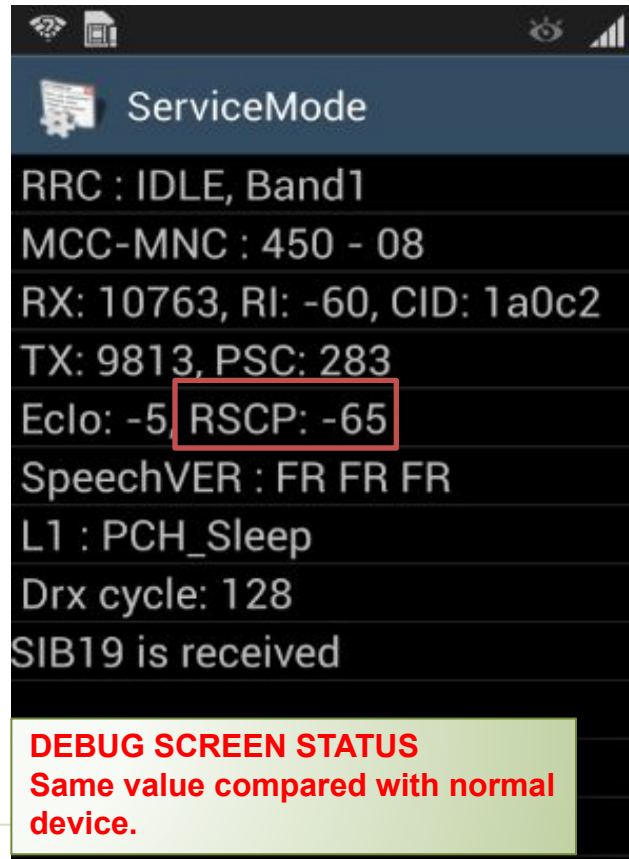 ServiceMode
RRC : IDLE, Band1
MCC-MNC : 450 - 08
RX: 10763, RI: -60, CID: 1a0c2
TX: 9813, PSC: 283
EcIo: -5, RSCP: -65
SpeechVER : FR FR FR
L1 : PCH_Sleep
Drx cycle: 128
SIB19 is received
DEBUG SCREEN STATUS
Same value compared with normal
device.